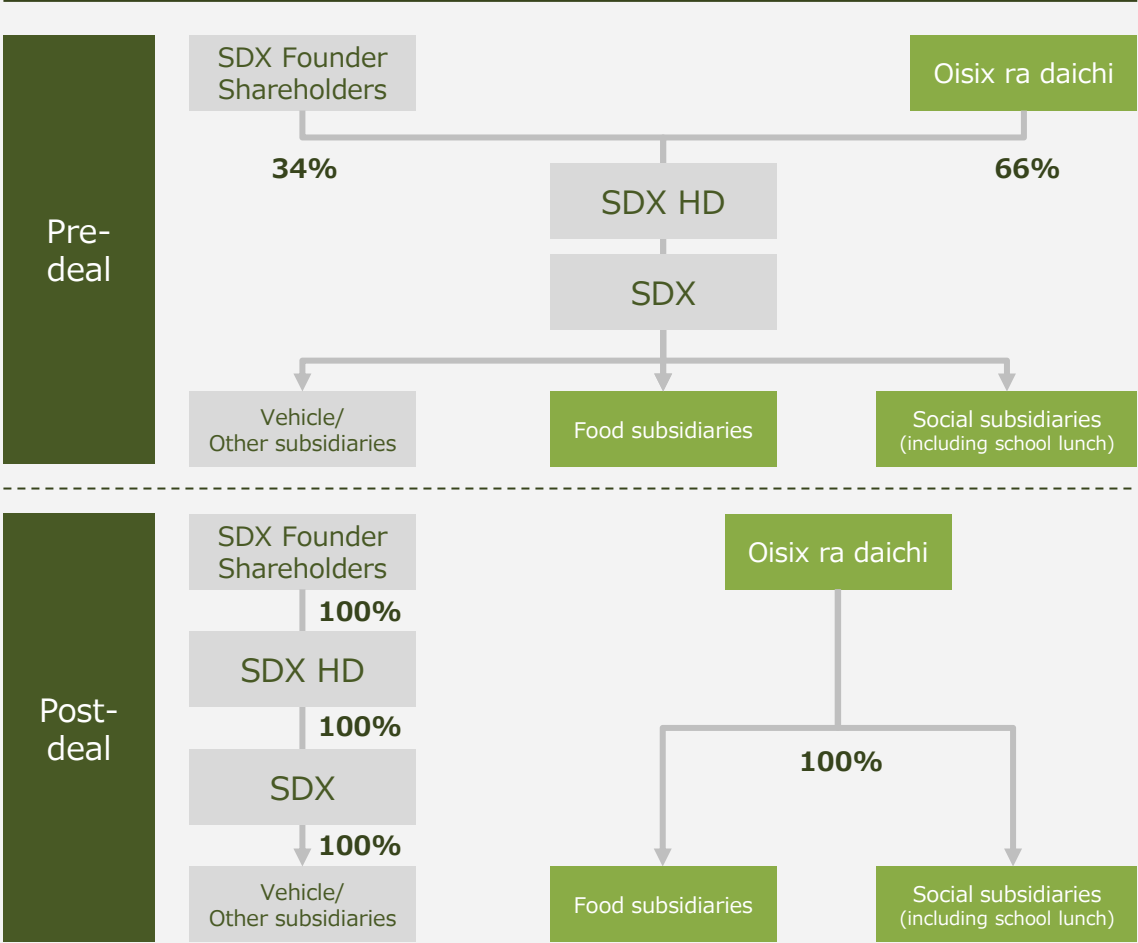 SDX Founder
Shareholders
Oisix ra daichi
34%
66%
SDX HD
Pre-
deal
SDX
Vehicle/
Other subsidiaries
Food subsidiaries
Social subsidiaries
(including school lunch)
SDX Founder
Shareholders
Oisix ra daichi
100%
SDX HD
Post-
deal
100%
100%
SDX
100%
Vehicle/
Other subsidiaries
Food subsidiaries
Social subsidiaries
(including school lunch)